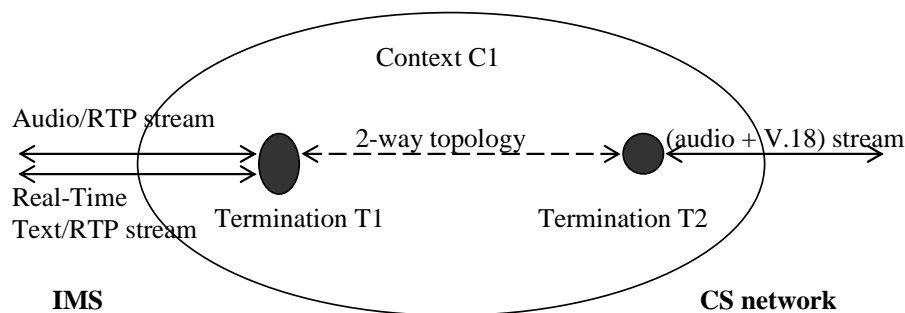 Context C1
Audio/RTP stream
2-way topology
(audio + V.18) stream
Real-Time
Text/RTP stream
Termination T1
Termination T2
IMS
CS network